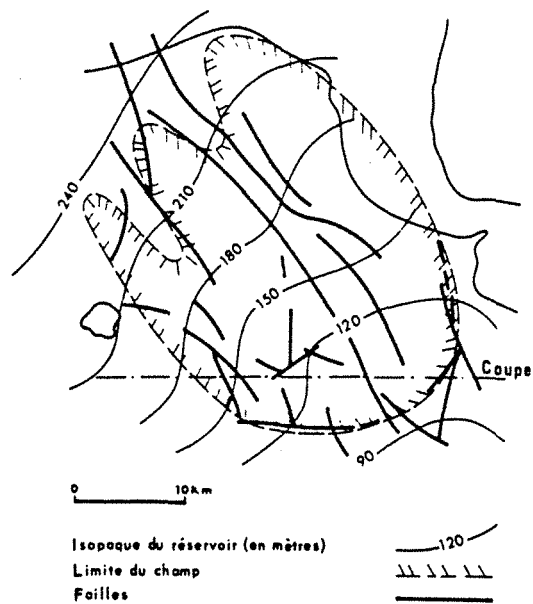 240
210
180
150
120
Coupe
90
0 10km
Isopaque du réservoir (en mètres)
120
Limite du champ
Failles